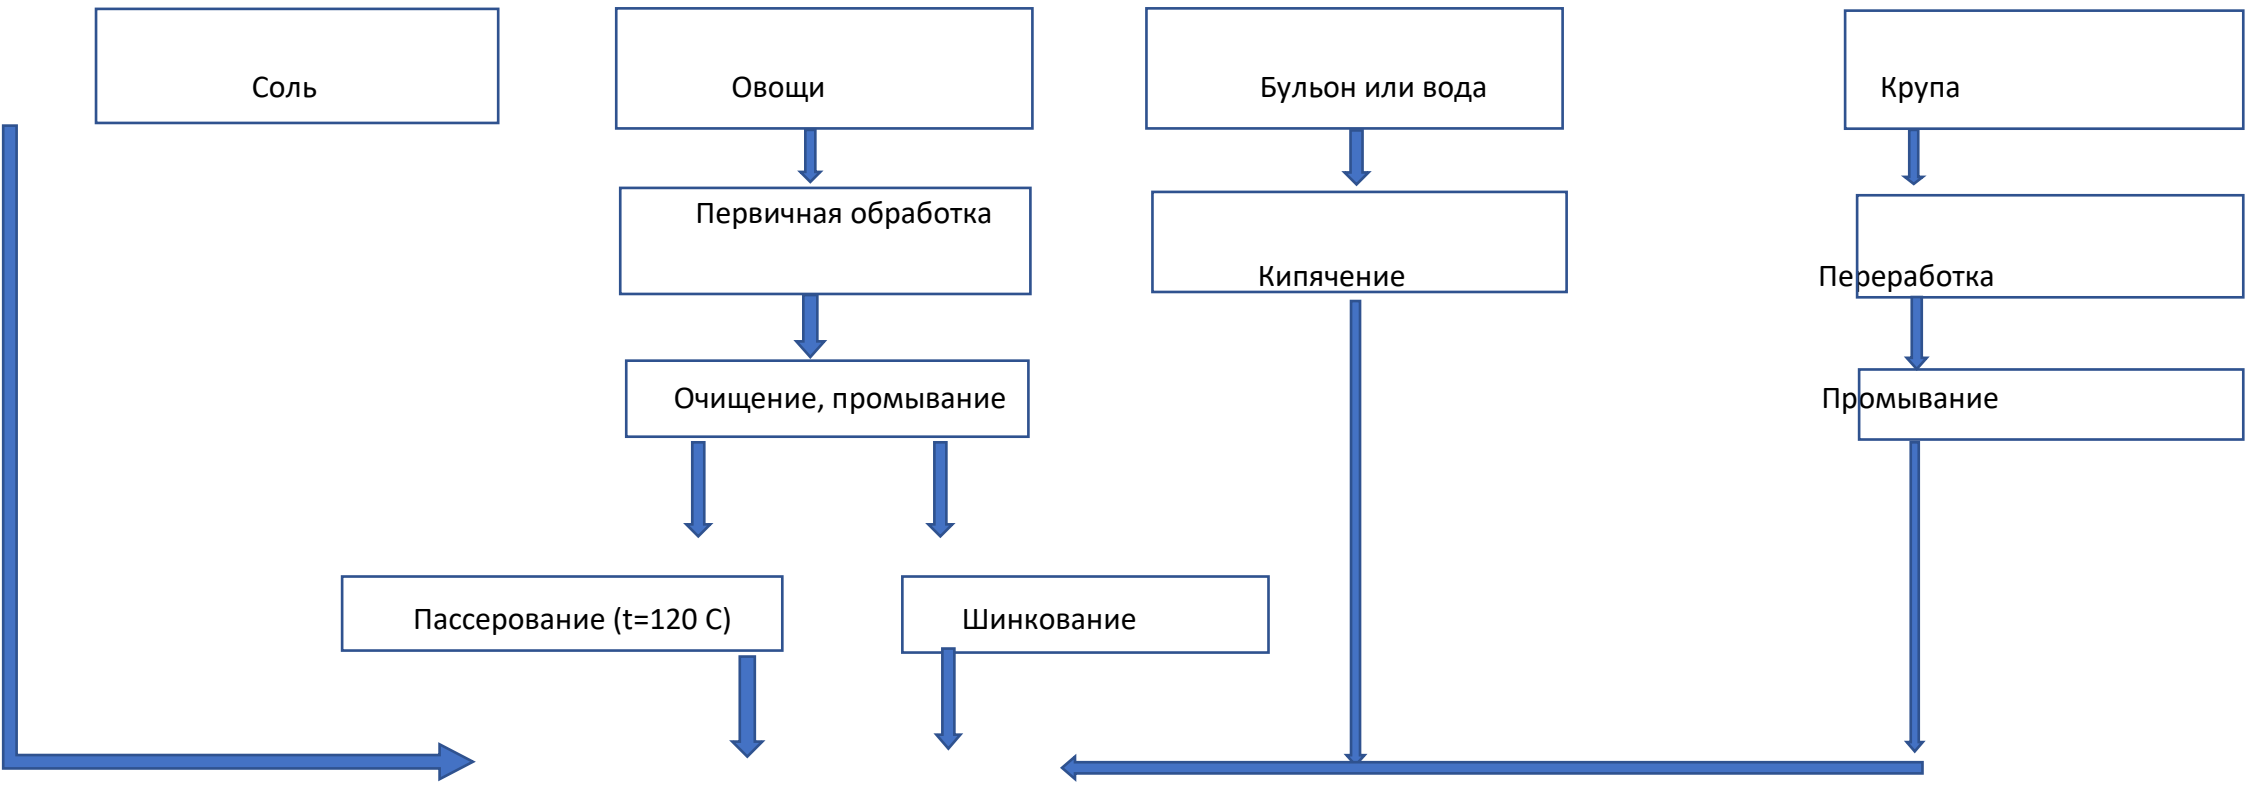 Соль
Овощи
Бульон или вода
Крупа
Первичная обработка
Кипячение
Переработка
Очищение, промывание
Промывание
Пассерование (t=120 С)
Шинкование